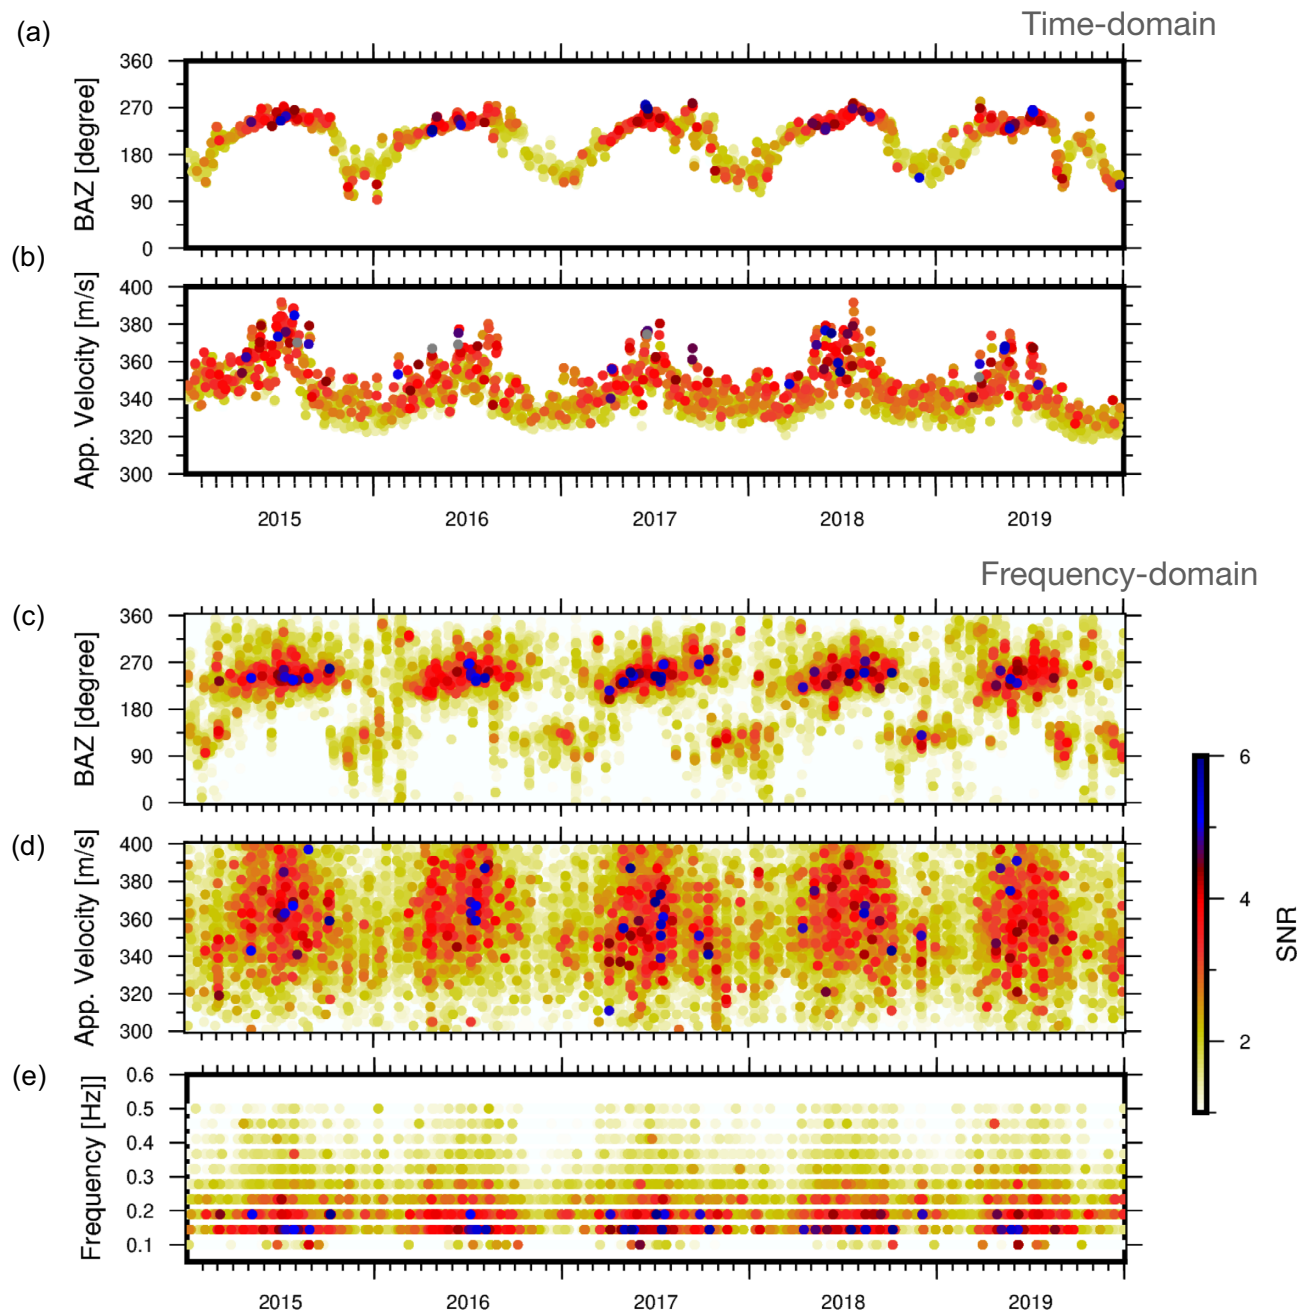 (a)
Time-domain
BAZ [degree]
360
270
180
90
0
(b)
App. Velocity [m/s]
400
380
360
340
320
300
2015 2016 2017 2018 2019
Frequency-domain
(c)
BAZ [degree]
360
270
180
90
0
(d)
App. Velocity [m/s]
400
380
360
340
320
300
(e)
Frequency [Hz]]
0.6
0.5
0.4
0.3
0.2
0.1
2015 2016 2017 2018 2019
6
4
2
SNR